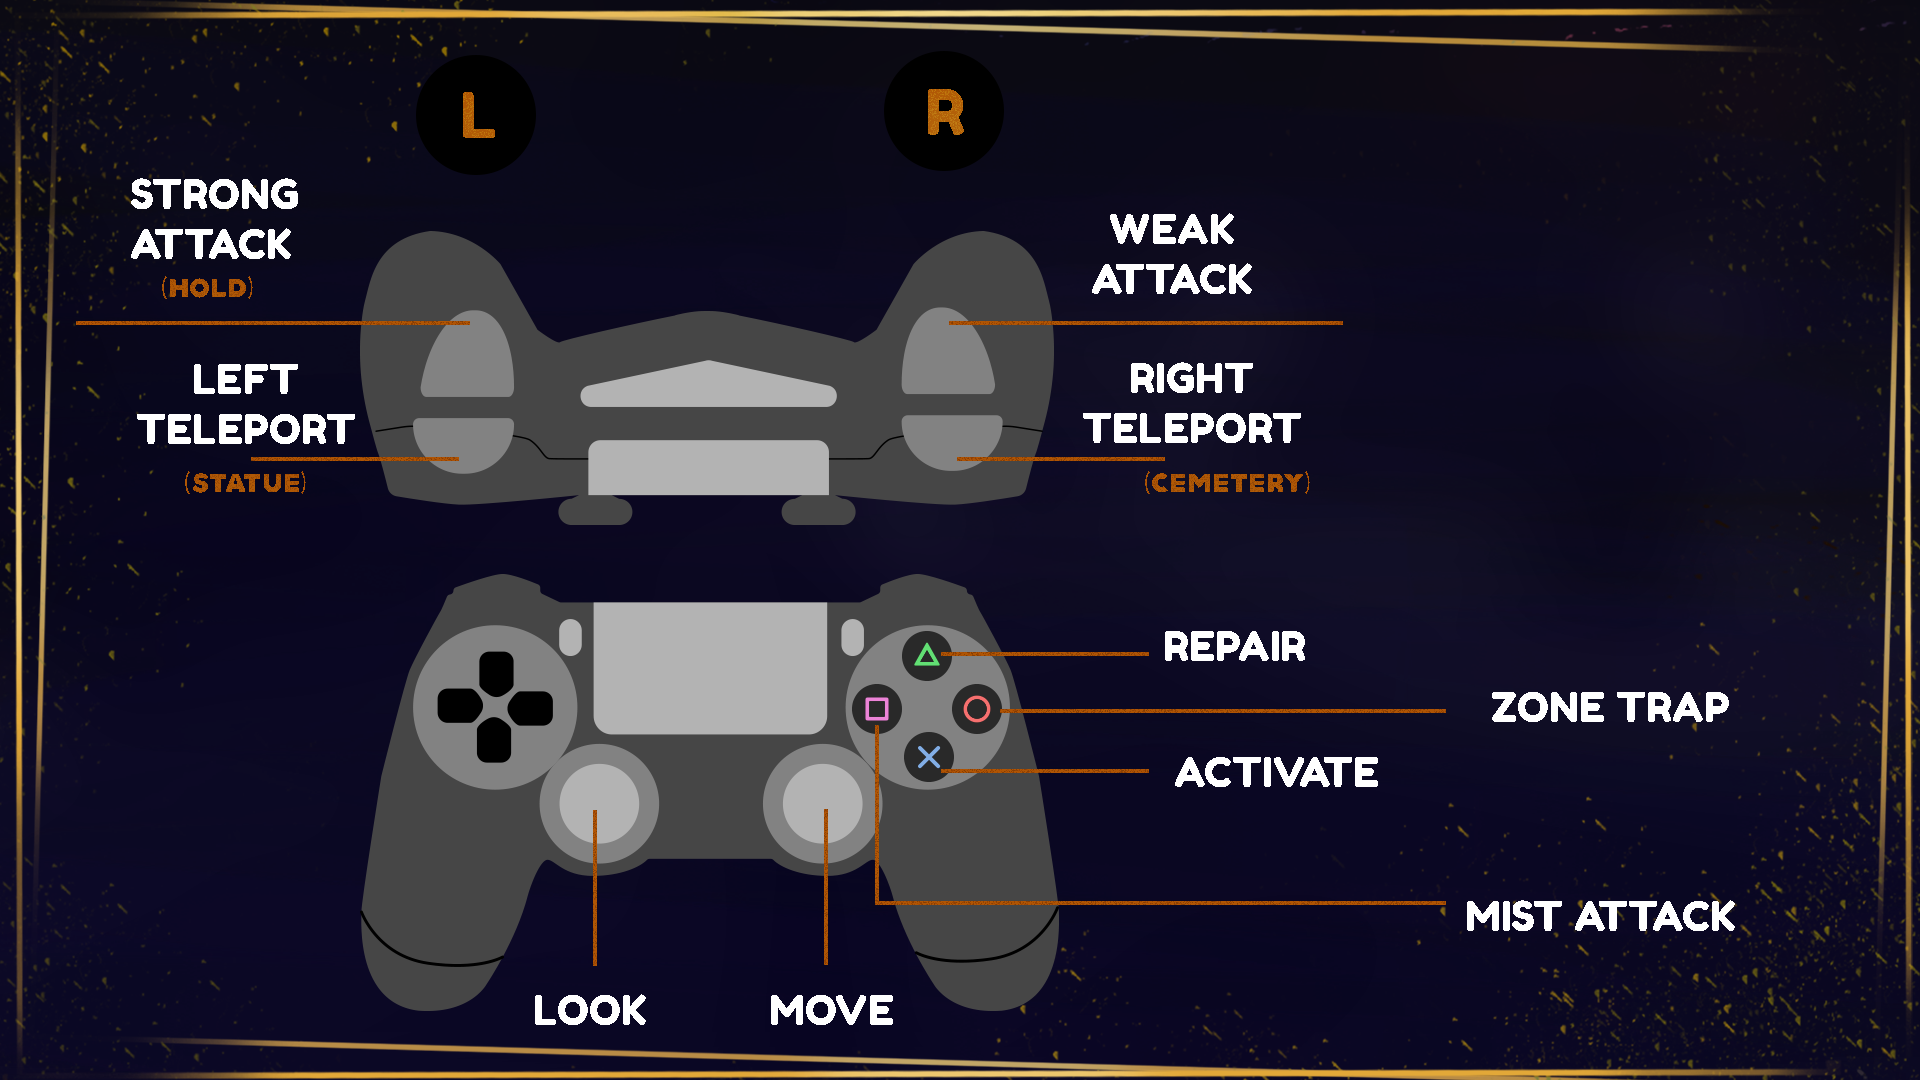 L
R
STRONG
ATTACK
(HOLD)
WEAK
ATTACK
LEFT
TELEPORT
(STATUE)
RIGHT
TELEPORT
(CEMETERY)
REPAIR
ZONE TRAP
ACTIVATE
MIST ATTACK
LOOK
MOVE